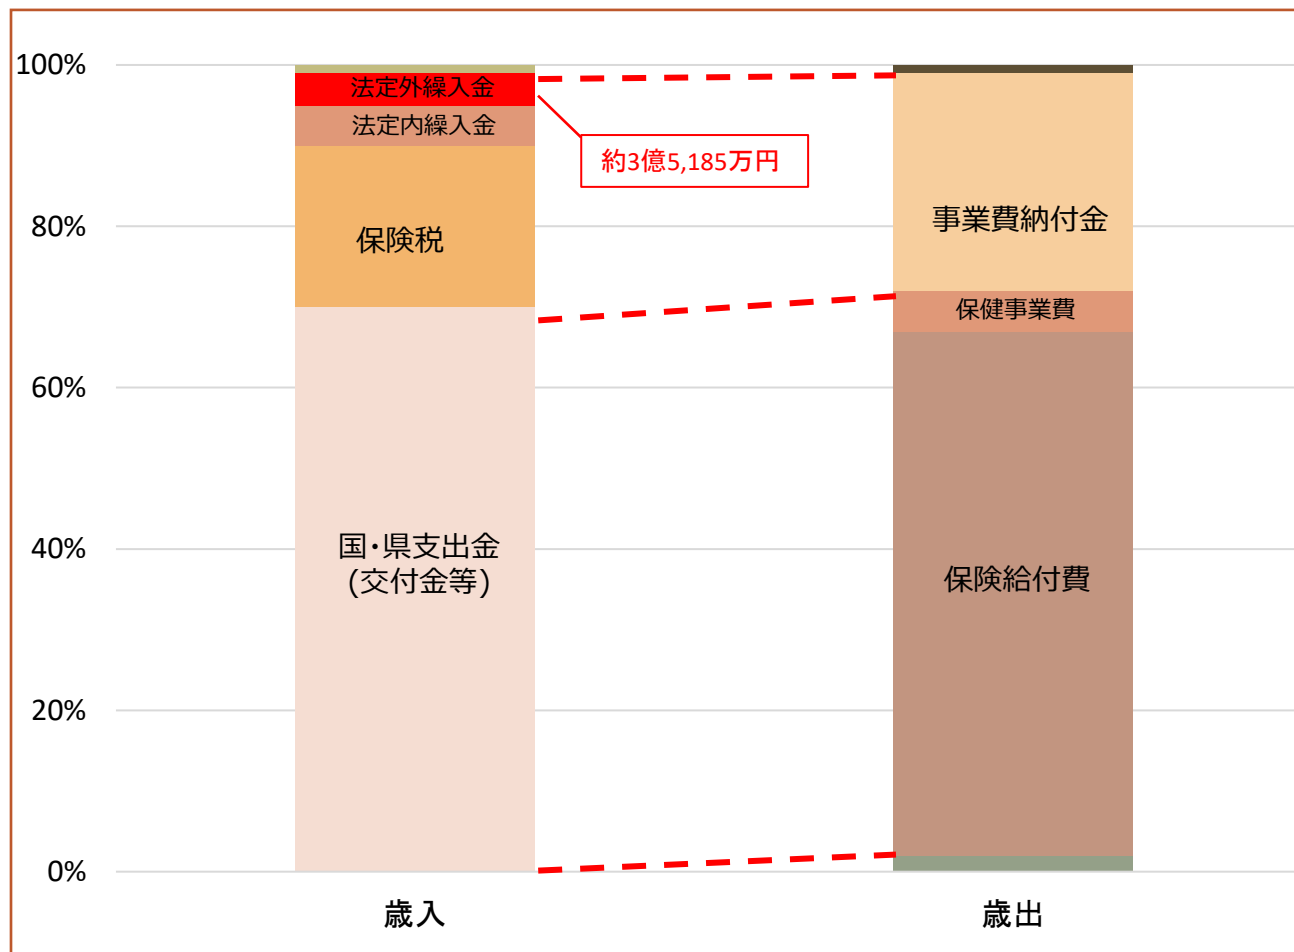 100%
80%
60%
40%
20%
0%
法定外繰入金
法定内繰入金
保険税
国・県支出金
(交付金等)
約3億5,185万円
事業費納付金
保健事業費
保険給付費
歳入
歳出